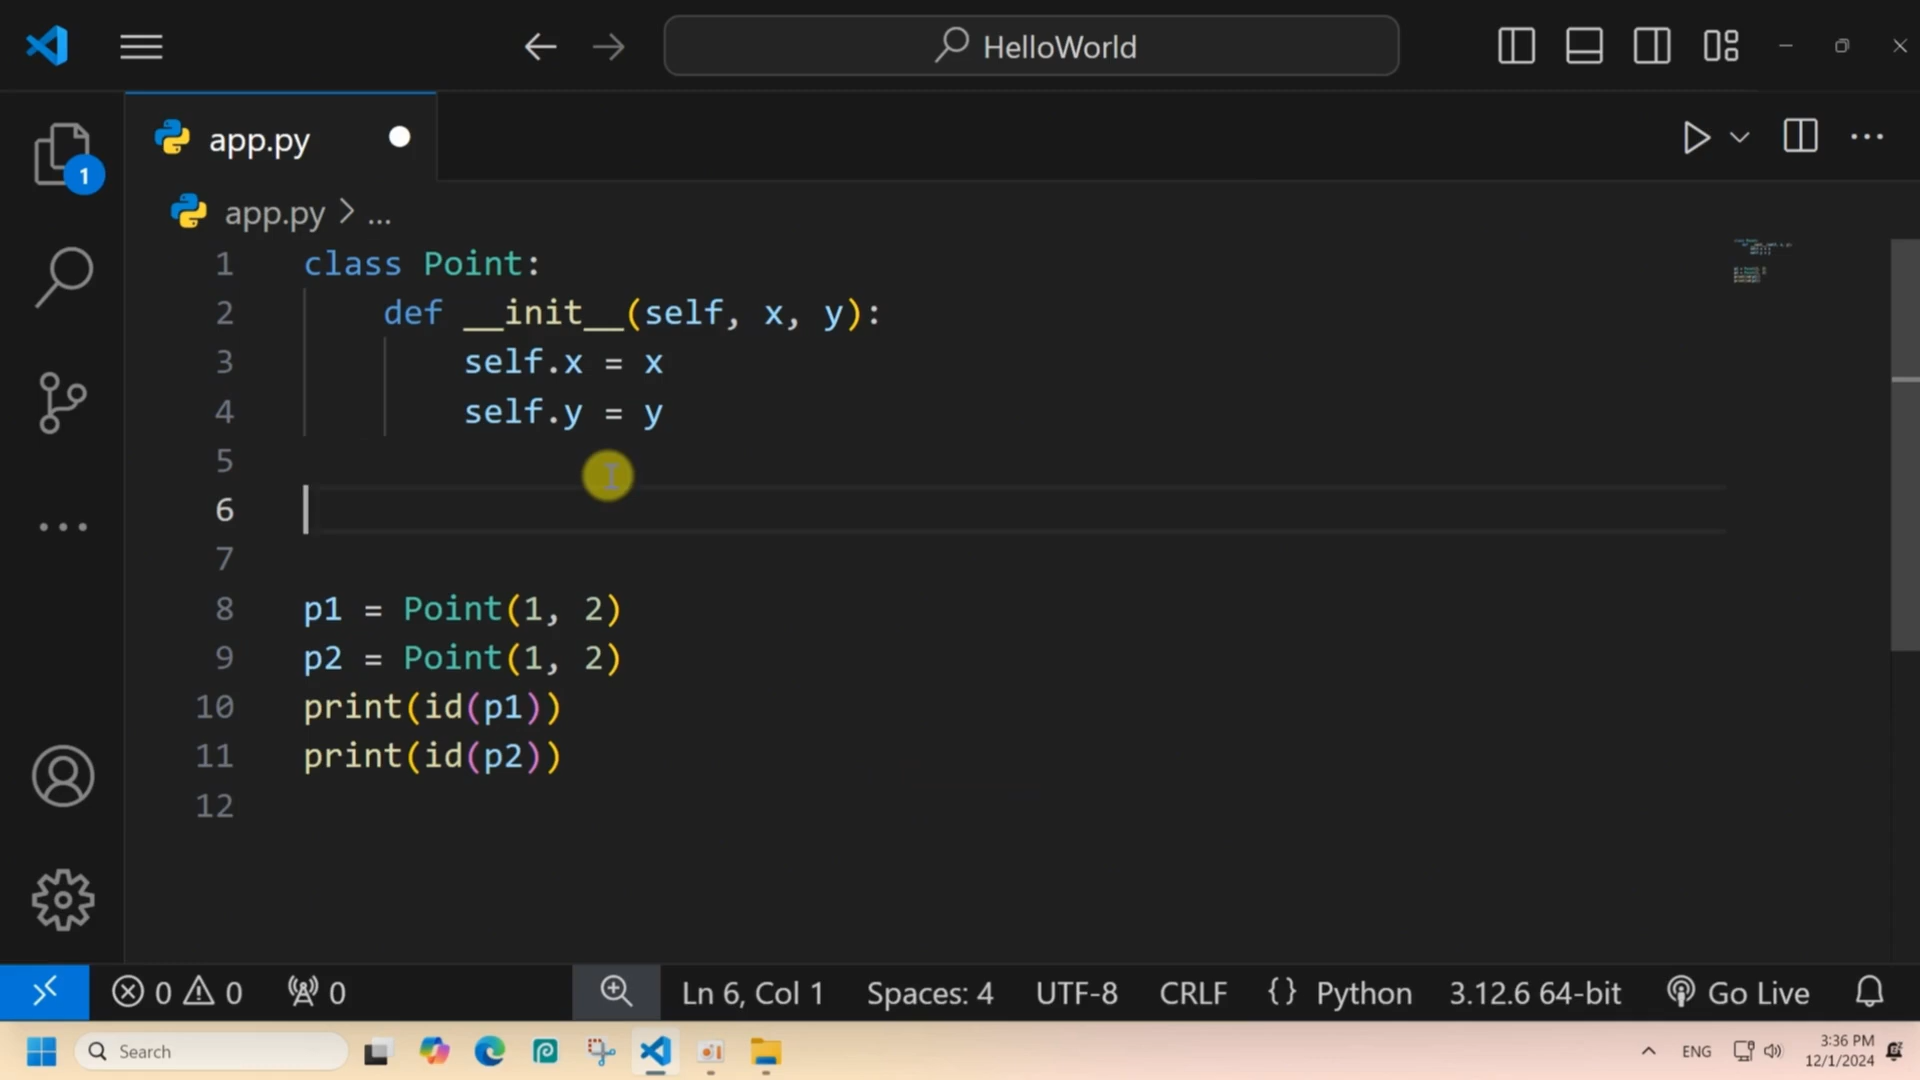 HelloWorld
app.py
1
app.py > ...
1 class Point:
2 def __init__(self, x, y):
3 self.x = x
4 self.y = y
5
6
7
8 p1 = Point(1, 2)
9 p2 = Point(1, 2)
10 print(id(p1))
11 print(id(p2))
12
0 0 0 Ln 6, Col 1 Spaces: 4 UTF-8 CRLF {} Python 3.12.6 64-bit Go Live
Search ENG 3:36 PM
12/1/2024